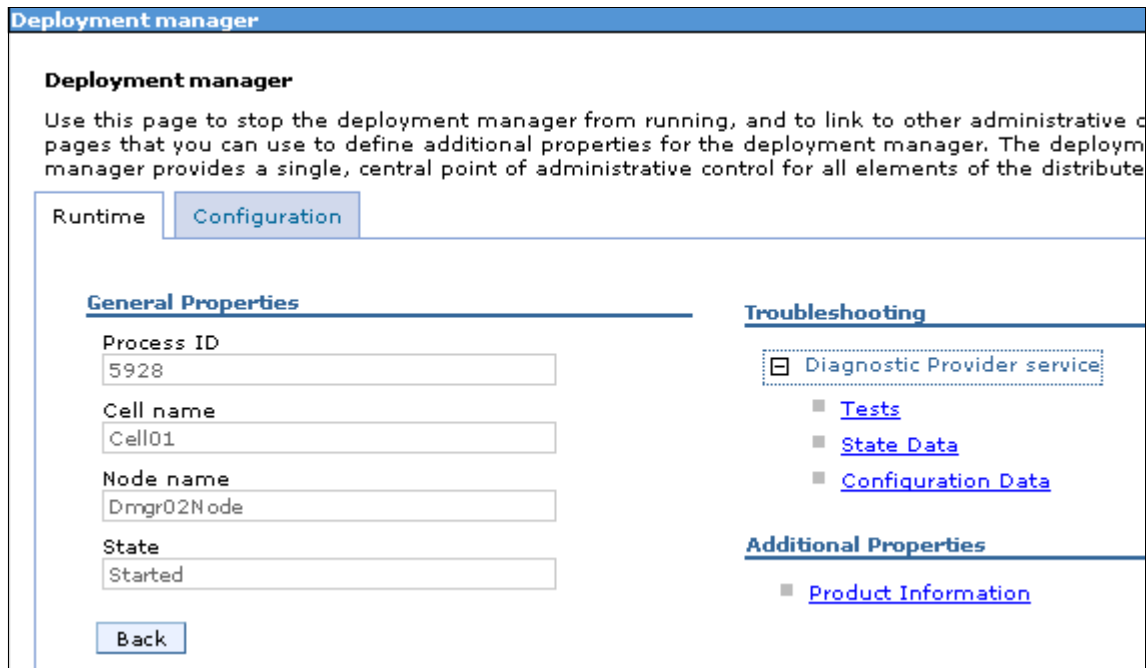 Deployment manager
Deployment manager
Use this page to stop the deployment manager from running, and to link to other administrative
pages that you can use to define additional properties for the deployment manager. The
manager provides a single, central point of administrative control for all elements of the
Runtime
Configuration
General Properties
Process ID
5928
Cell name
Cell01
Node name
Dmgr02Node
State
Started
Back
Troubleshooting
Diagnostic Provider service
Tests
State Data
Configuration Data
Additional Properties
Product Information